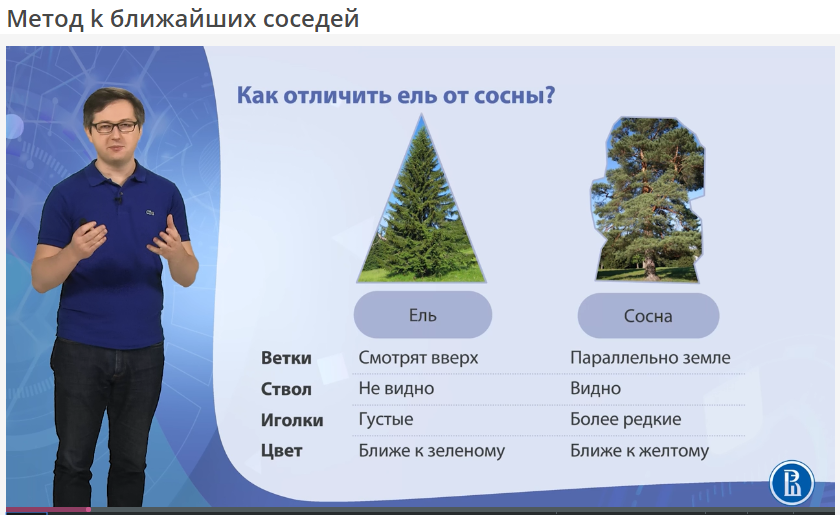 Метод k ближайших соседей
Как отличить ель от сосны?
Ель Сосна
Ветки Смотрят вверх Параллельно земле
Ствол Не видно Видно
Иголки Густые Более редкие
Цвет Ближе к зеленому Ближе к желтому